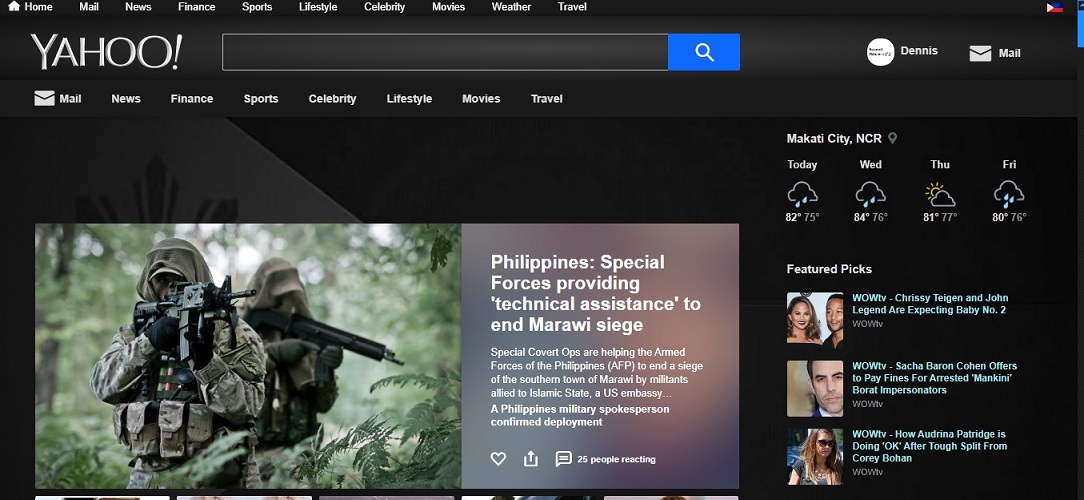 Home Mail News Finance Sports Lifestyle Celebrity Movies Weather Travel
YAHOO!
Dennis
Mail
Mail News Finance Sports Celebrity Lifestyle Movies Travel
Makati City, NCR
Today Wed Thu Fri
82° 75° 84° 76° 81° 77° 80° 76°
Philippines: Special
Forces providing
'technical assistance' to
end Marawi siege
Special Covert Ops are helping the Armed
Forces of the Philippines (AFP) to end a siege
of the southern town of Marawi by militants
allied to Islamic State, a US embassy…
A Philippines military spokesperson
confirmed deployment
25 people reacting
Featured Picks
WOWtv - Chrissy Teigen and John
Legend Are Expecting Baby No. 2
WOWtv
WOWtv - Sacha Baron Cohen Offers
to Pay Fines For Arrested 'Mankini'
Borat Impersonators
WOWtv
WOWtv - How Audrina Patridge is
Doing 'OK' After Tough Split From
Corey Bohan
WOWtv